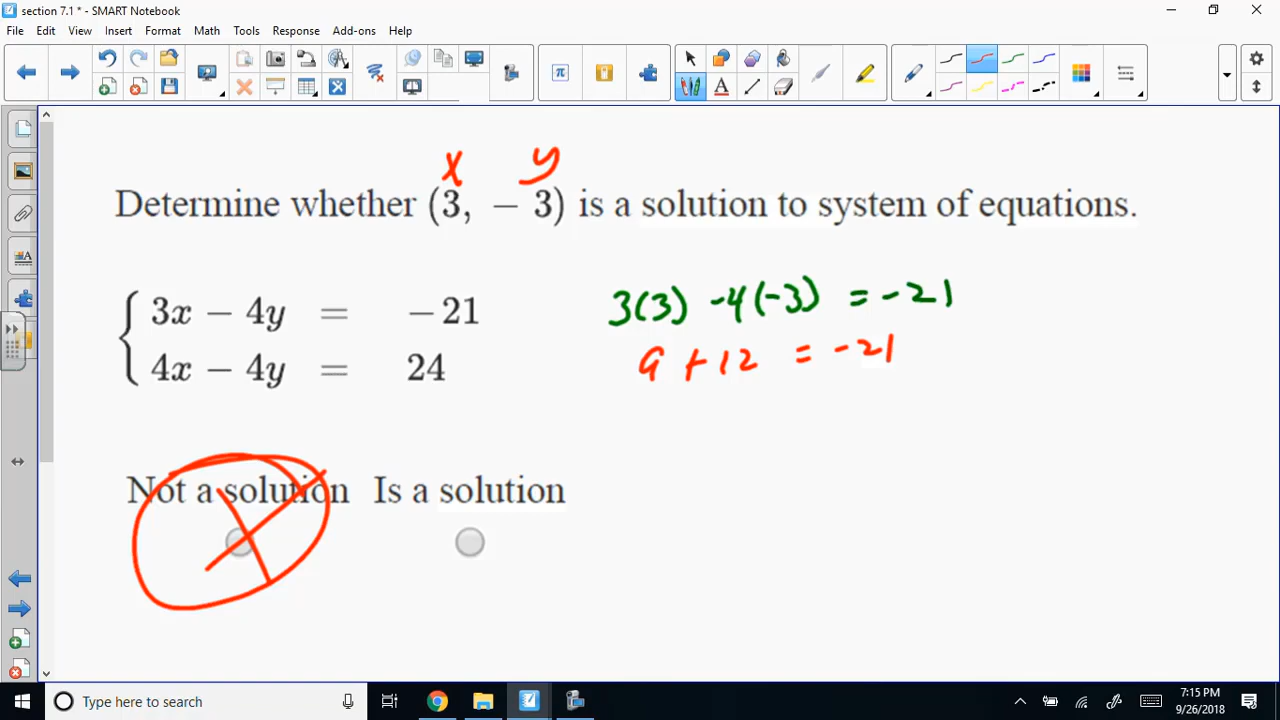 section 7.1 * - SMART Notebook
File Edit View Insert Format Math Tools Response Add-ons Help
x y
Determine whether (3, − 3) is a solution to system of equations.
3x − 4y = −21
4x − 4y = 24
3(3) -4(-3) = -21
9 + 12 = -21
Not a solution Is a solution
Type here to search
7:15 PM
9/26/2018